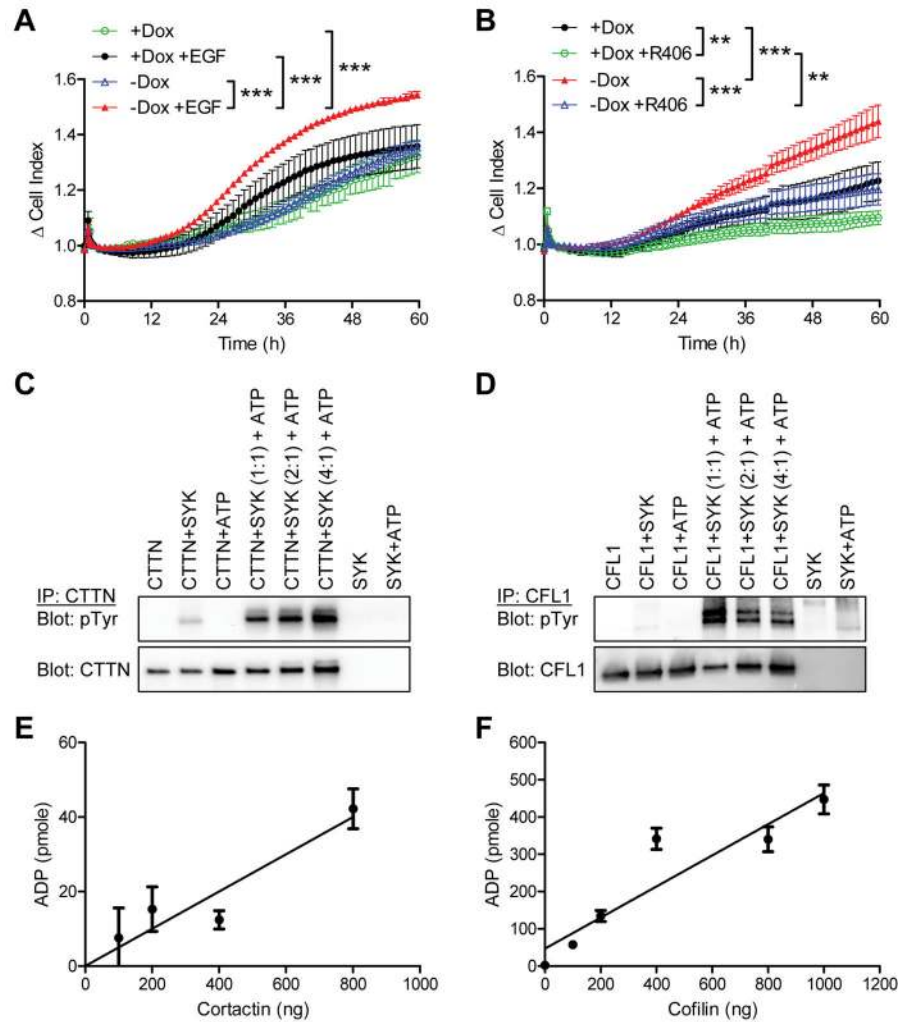 A
+Dox
+Dox +EGF
-Dox
-Dox +EGF
***
***
***
Δ Cell Index
1.6
1.4
1.2
1.0
0.8
0 12 24 36 48 60
Time (h)
B
+Dox
+Dox +R406
-Dox
-Dox +R406
**
***
***
**
Δ Cell Index
1.6
1.4
1.2
1.0
0.8
0 12 24 36 48 60
Time (h)
C
CTTN
CTTN+SYK
CTTN+ATP
CTTN+SYK (1:1) + ATP
CTTN+SYK (2:1) + ATP
CTTN+SYK (4:1) + ATP
SYK
SYK+ATP
IP: CTTN
Blot: pTyr
Blot: CTTN
D
CFL1
CFL1+SYK
CFL1+ATP
CFL1+SYK (1:1) + ATP
CFL1+SYK (2:1) + ATP
CFL1+SYK (4:1) + ATP
SYK
SYK+ATP
IP: CFL1
Blot: pTyr
Blot: CFL1
E
ADP (pmole)
60
40
20
0
0 200 400 600 800 1000
Cortactin (ng)
F
ADP (pmole)
600
500
400
300
200
100
0
0 200 400 600 800 1000 1200
Cofilin (ng)